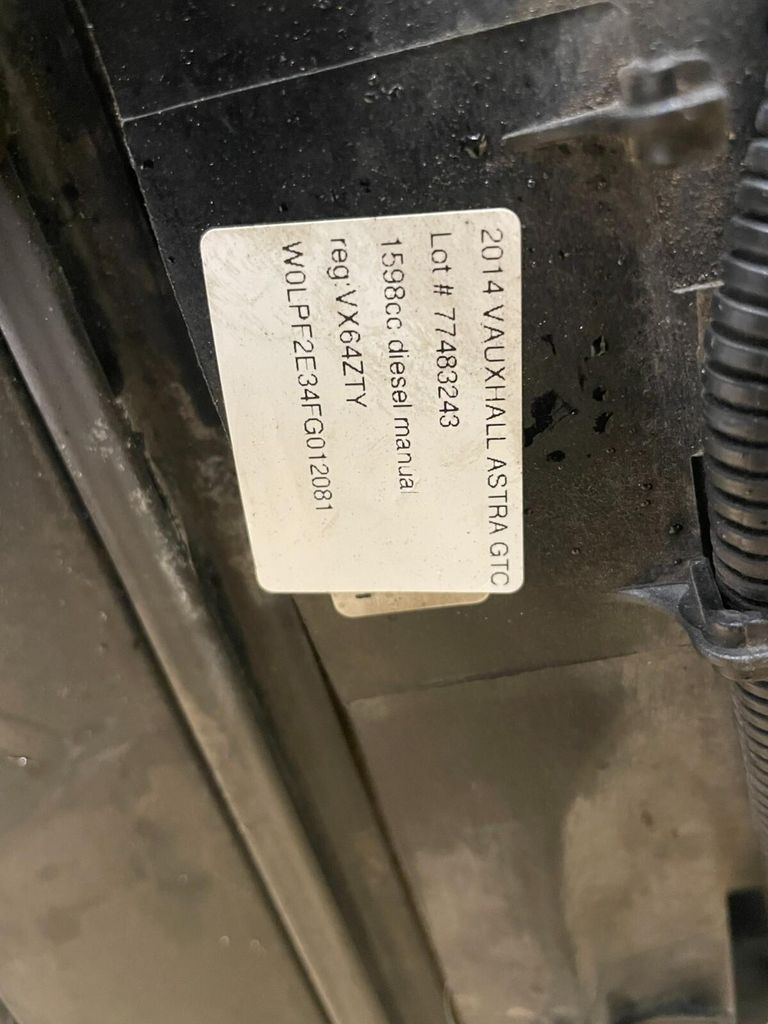 2014 VAUXHALL ASTRA GTC
Lot # 77483243
1598cc diesel manual
reg:VX64ZTY
W0LPF2E34FG012081